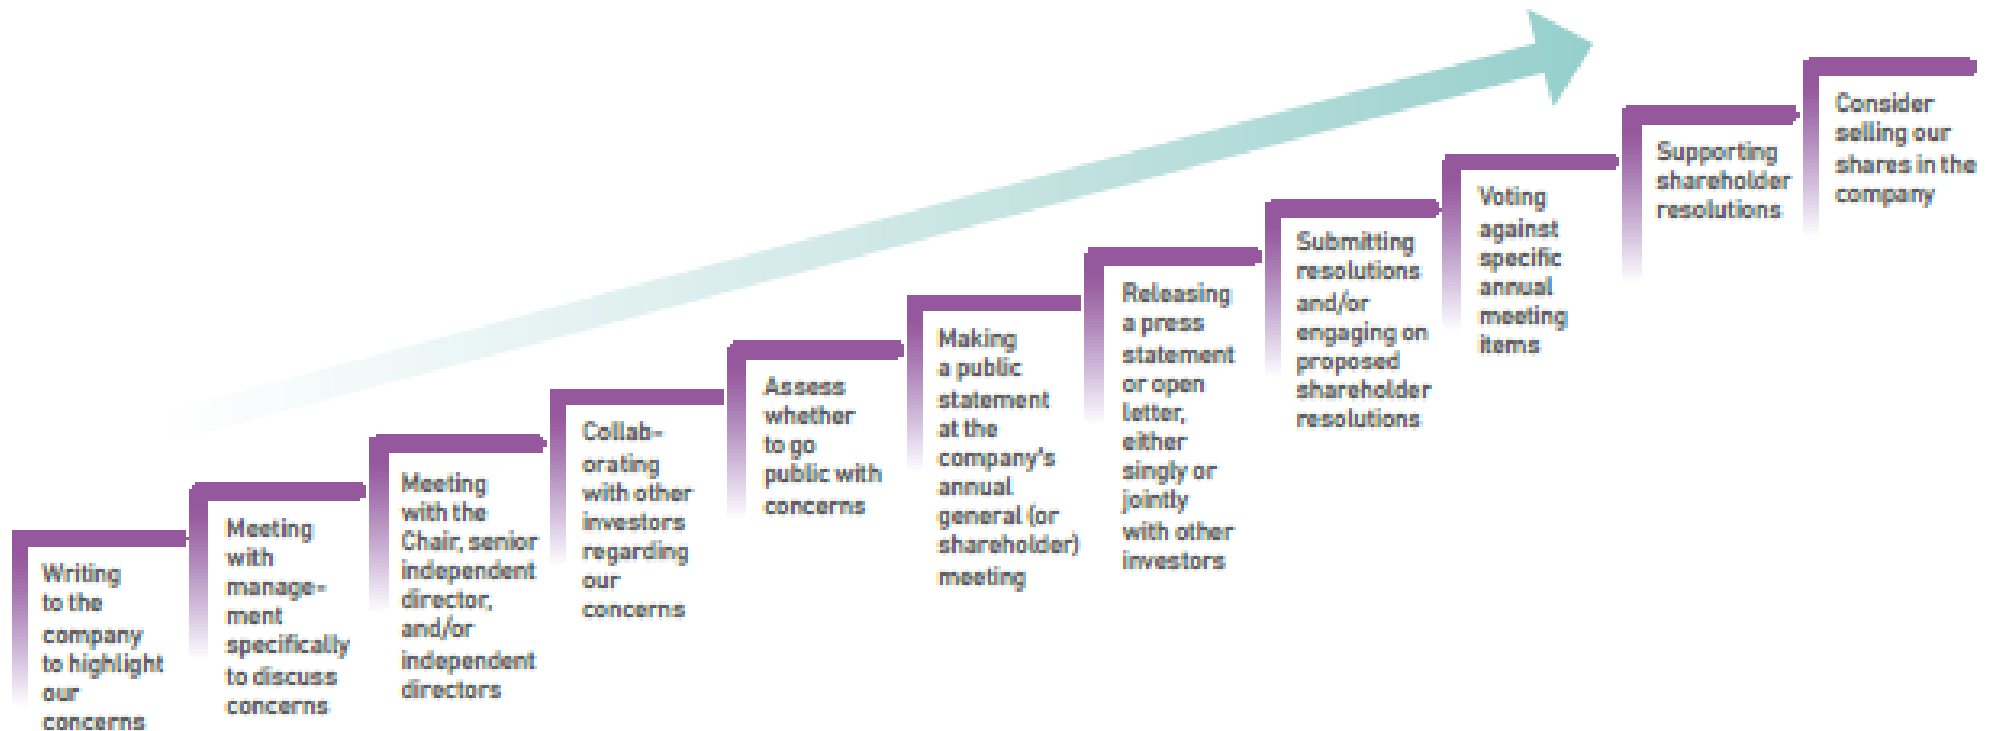 Writing
to the
company
to highlight
our
concerns
Meeting
with
manage-
ment
specifically
to discuss
concerns
Meeting
with the
Chair, senior
independent
director,
and/or
independent
directors
Collab-
orating
with other
investors
regarding
our
concerns
Assess
whether
to go
public with
concerns
Making
a public
statement
at the
company's
annual
general (or
shareholder)
meeting
Releasing
a press
statement
or open
letter,
either
singly or
jointly
with other
investors
Submitting
resolutions
and/or
engaging on
proposed
shareholder
resolutions
Voting
against
specific
annual
meeting
items
Supporting
shareholder
resolutions
Consider
selling our
shares in the
company